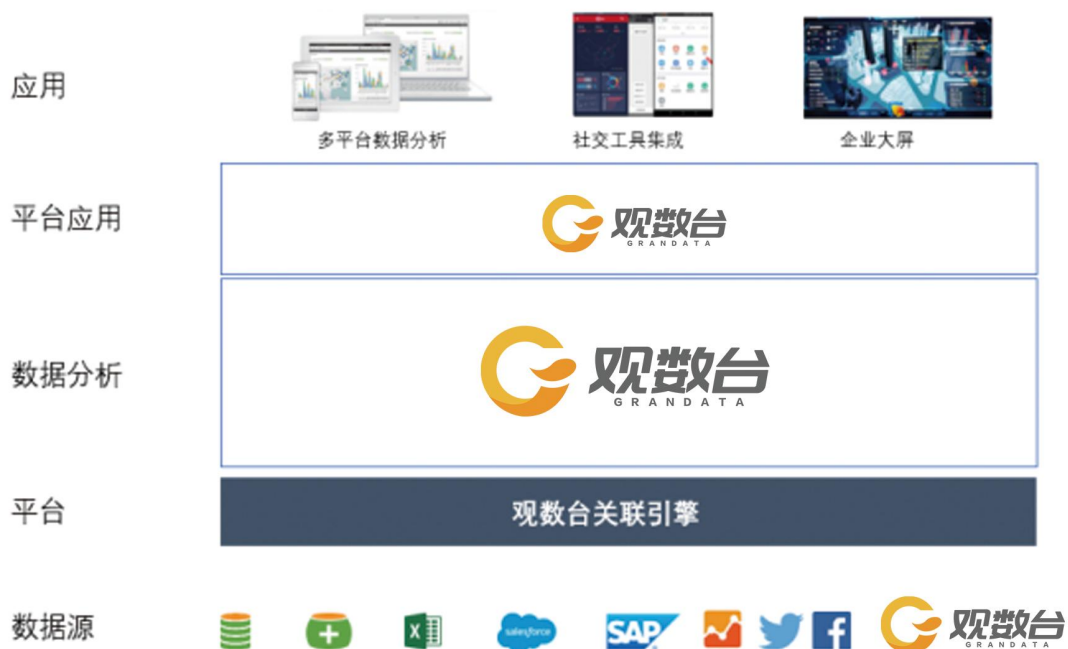 应用
多平台数据分析
社交工具集成
企业大屏
平台应用
观数台
GRANDATA
数据分析
观数台
GRANDATA
平台
观数台关联引擎
数据源
X
salesforce
SAP
f
观数台
GRANDATA